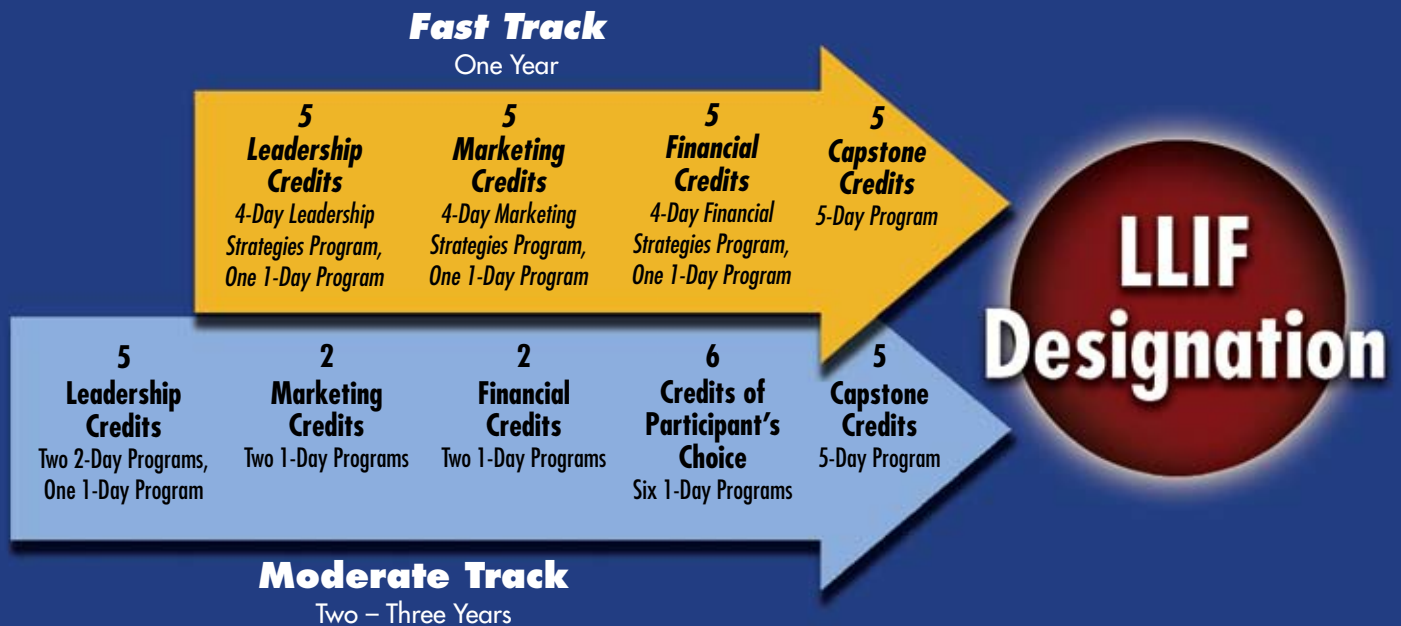 Fast Track
One Year
5
Leadership
Credits
4-Day Leadership
Strategies Program,
One 1-Day Program
5
Marketing
Credits
4-Day Marketing
Strategies Program,
One 1-Day Program
5
Financial
Credits
4-Day Financial
Strategies Program,
One 1-Day Program
5
Capstone
Credits
5-Day Program
5
Leadership
Credits
Two 2-Day Programs,
One 1-Day Program
2
Marketing
Credits
Two 1-Day Programs
2
Financial
Credits
Two 1-Day Programs
6
Credits of
Participant's
Choice
Six 1-Day Programs
5
Capstone
Credits
5-Day Program
Moderate Track
Two – Three Years
LLIF
Designation